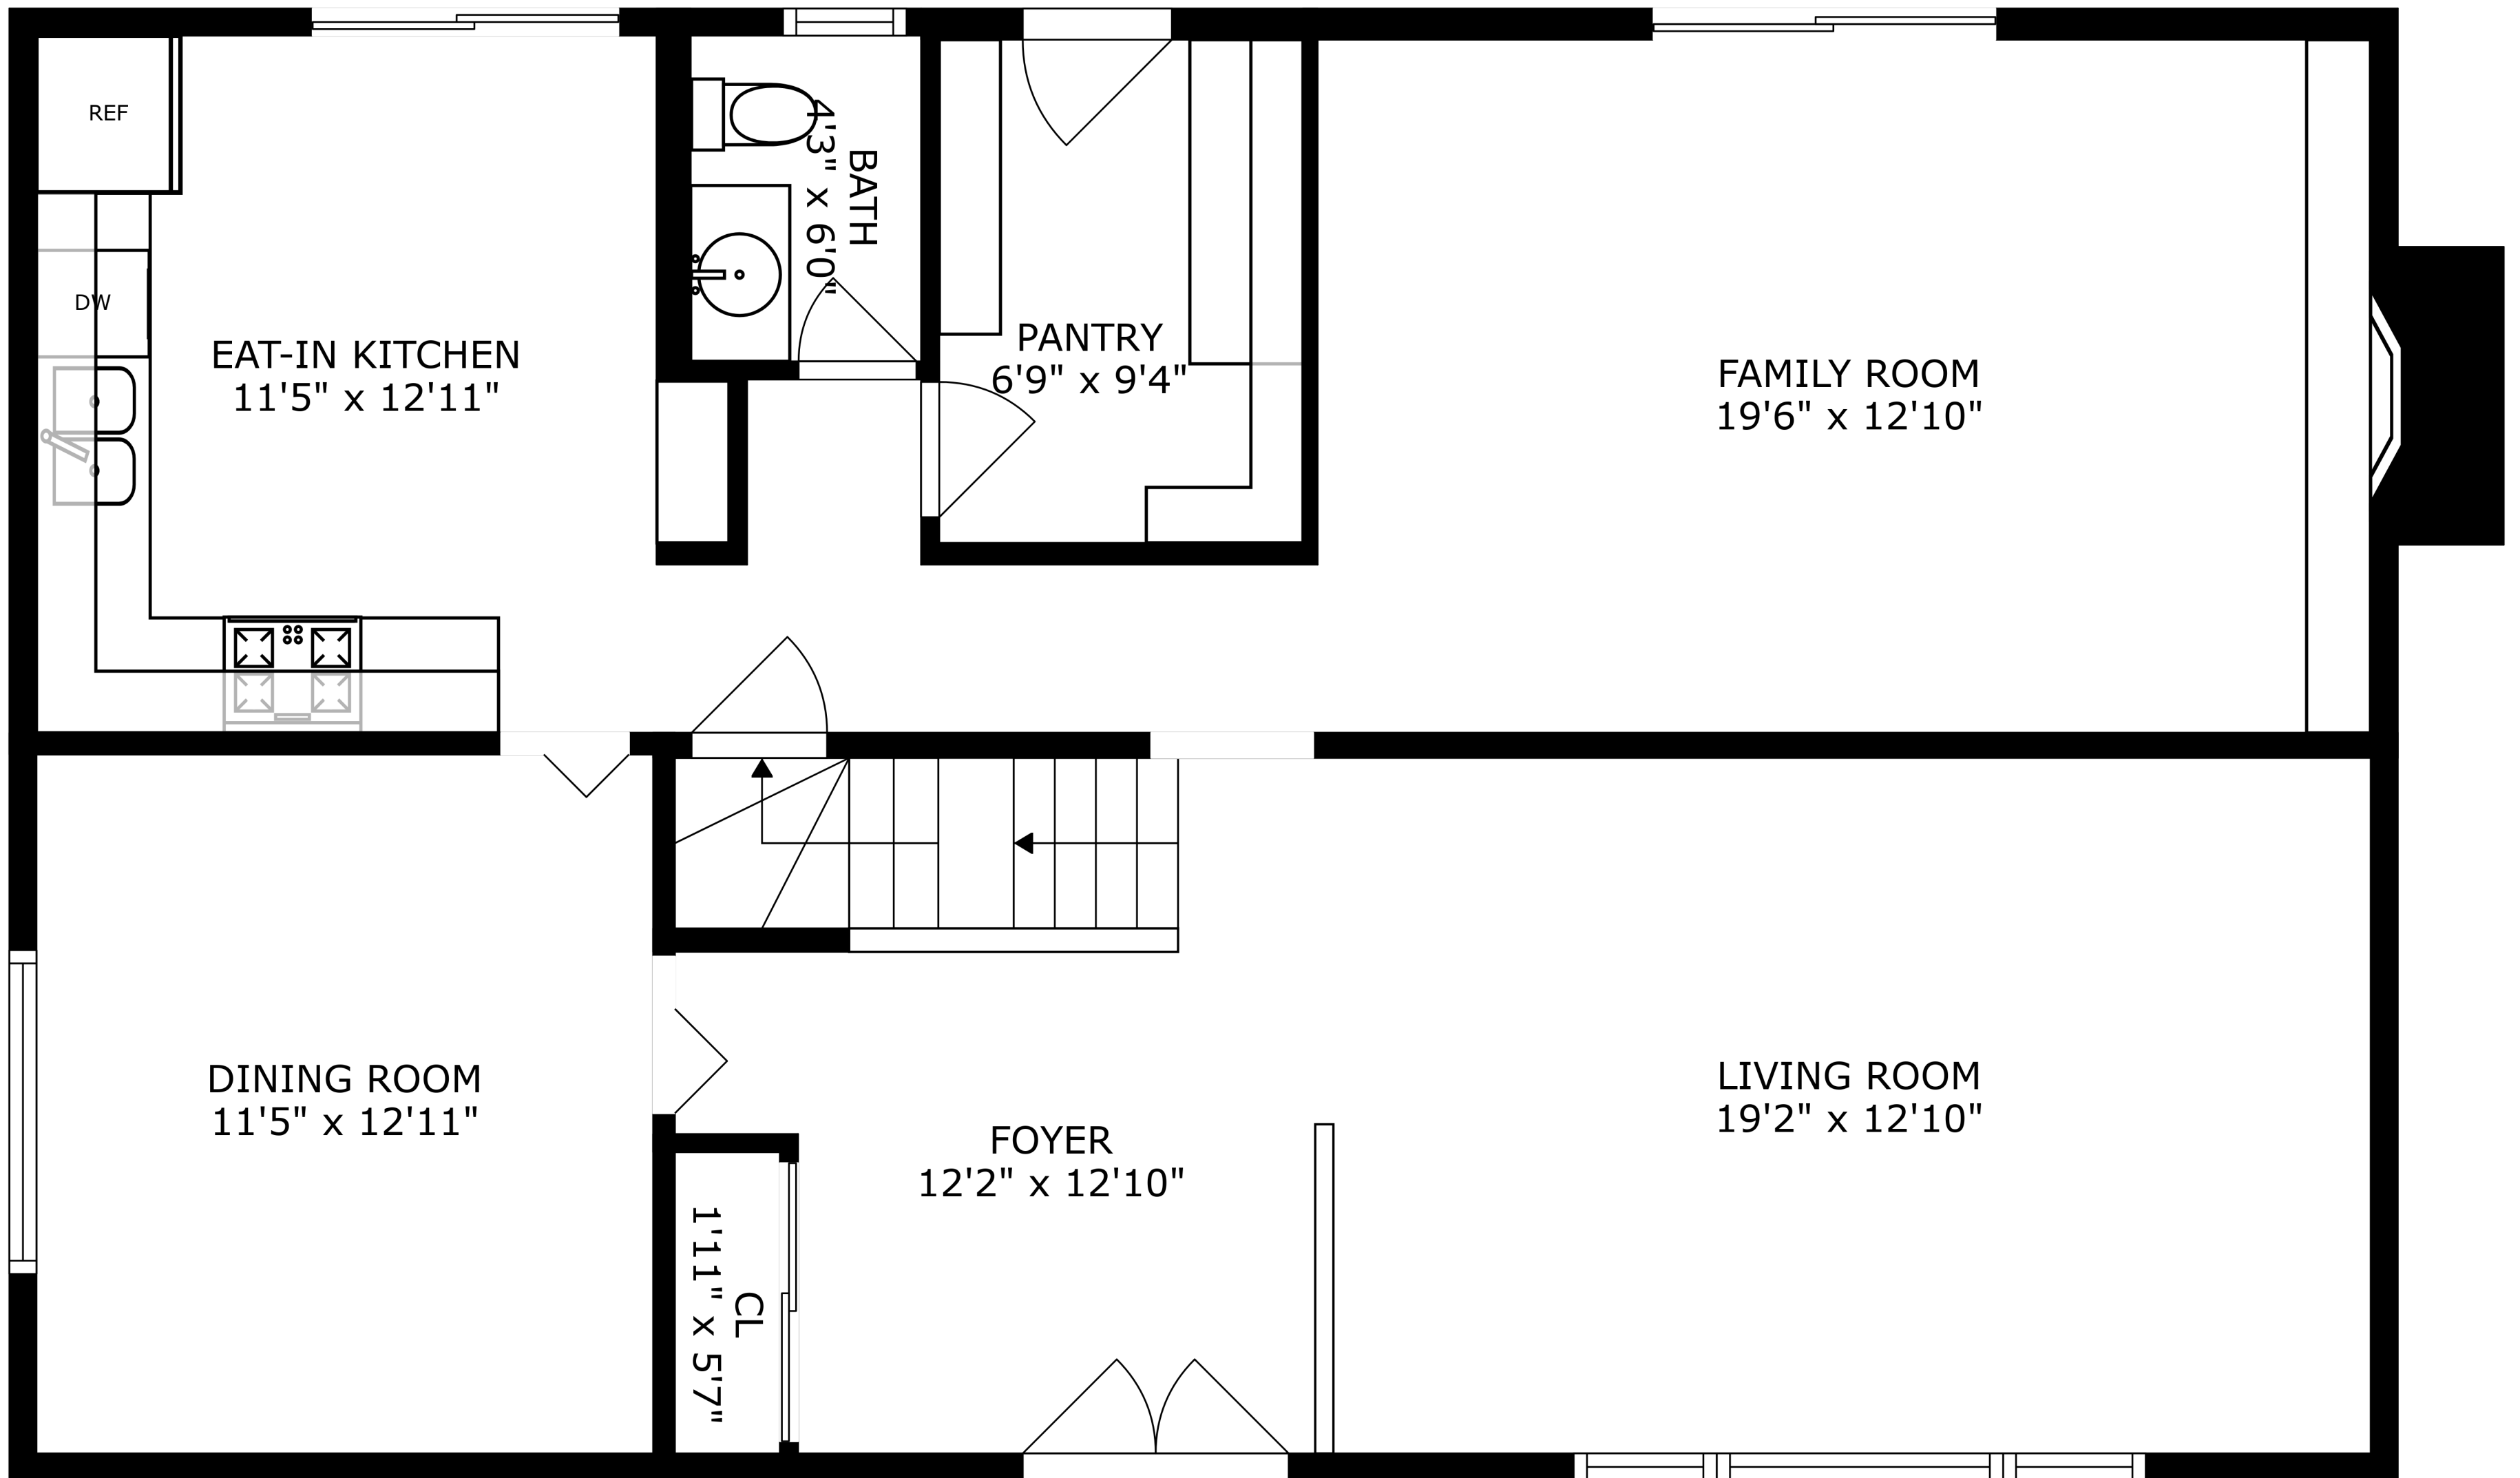 REF
BATH
4'3" x 6'0"
DW
EAT-IN KITCHEN
11'5" x 12'11"
PANTRY
6'9" x 9'4"
FAMILY ROOM
19'6" x 12'10"
DINING ROOM
11'5" x 12'11"
FOYER
12'2" x 12'10"
LIVING ROOM
19'2" x 12'10"
CL
1'11" x 5'7"